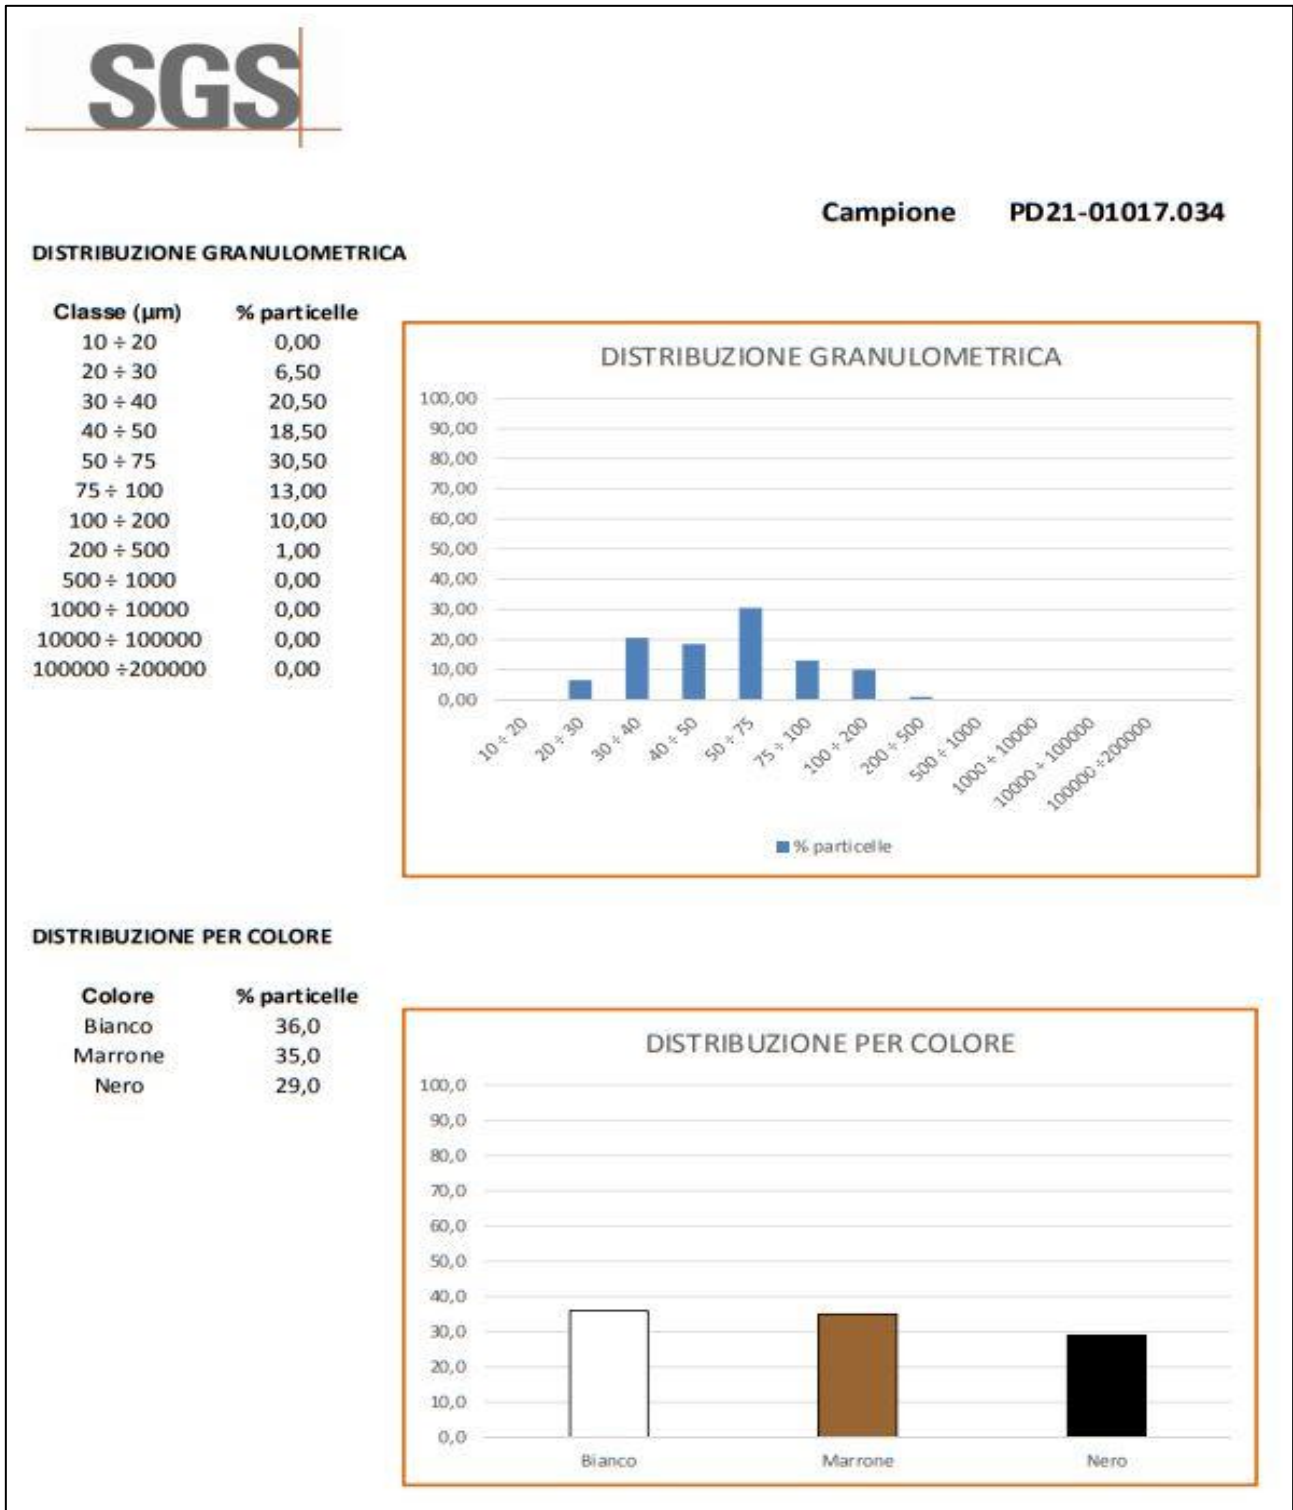 SGS
Campione PD21-01017.034
DISTRIBUZIONE GRANULOMETRICA
Classe (µm) % particelle
10 ÷ 20 0,00
20 ÷ 30 6,50
30 ÷ 40 20,50
40 ÷ 50 18,50
50 ÷ 75 30,50
75 ÷ 100 13,00
100 ÷ 200 10,00
200 ÷ 500 1,00
500 ÷ 1000 0,00
1000 ÷ 10000 0,00
10000 ÷ 100000 0,00
100000 ÷200000 0,00
DISTRIBUZIONE GRANULOMETRICA
100,00
90,00
80,00
70,00
60,00
50,00
40,00
30,00
20,00
10,00
0,00
10 ÷ 20
20 ÷ 30
30 ÷ 40
40 ÷ 50
50 ÷ 75
75 ÷ 100
100 ÷ 200
200 ÷ 500
500 ÷ 1000
1000 ÷ 10000
10000 ÷ 100000
100000 ÷200000
% particelle
DISTRIBUZIONE PER COLORE
Colore % particelle
Bianco 36,0
Marrone 35,0
Nero 29,0
DISTRIBUZIONE PER COLORE
100,0
90,0
80,0
70,0
60,0
50,0
40,0
30,0
20,0
10,0
0,0
Bianco Marrone Nero